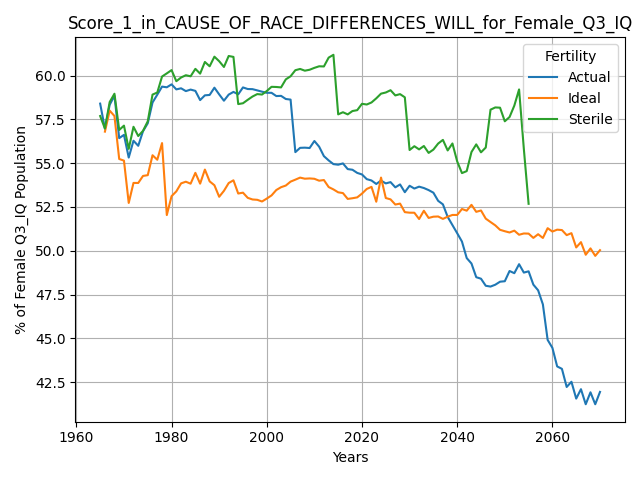 Score_1_in_CAUSE_OF_RACE_DIFFERENCES_WILL_for_Female_Q3_IQ
Fertility
Actual
Ideal
Sterile
% of Female Q3_IQ Population
60.0
57.5
55.0
52.5
50.0
47.5
45.0
42.5
1960
1980
2000
2020
2040
2060
Years